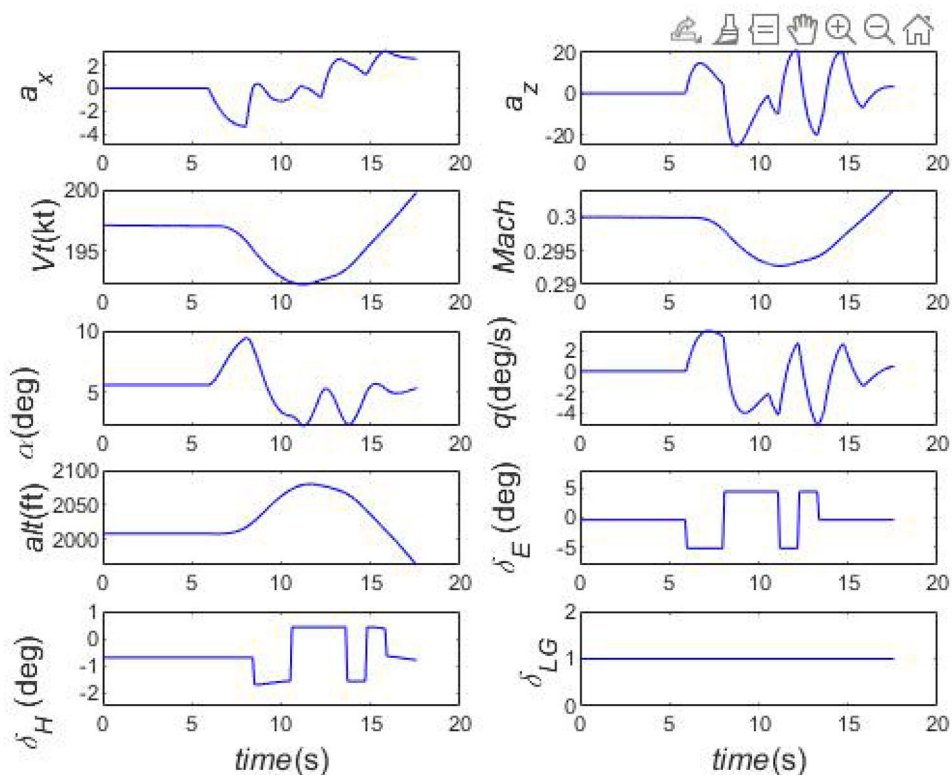 a_x
2
0
-2
-4
0 5 10 15 20
a_z
20
0
-20
0 5 10 15 20
Vt(kt)
200
195
0 5 10 15 20
Mach
0.3
0.295
0.29
0 5 10 15 20
α(deg)
10
5
0 5 10 15 20
q(deg/s)
2
0
-2
-4
0 5 10 15 20
alt(ft)
2100
2050
2000
0 5 10 15 20
δ_E (deg)
5
0
-5
0 5 10 15 20
δ_H (deg)
1
0
-1
-2
0 5 10 15 20
time(s)
δ_LG
2
1
0
0 5 10 15 20
time(s)